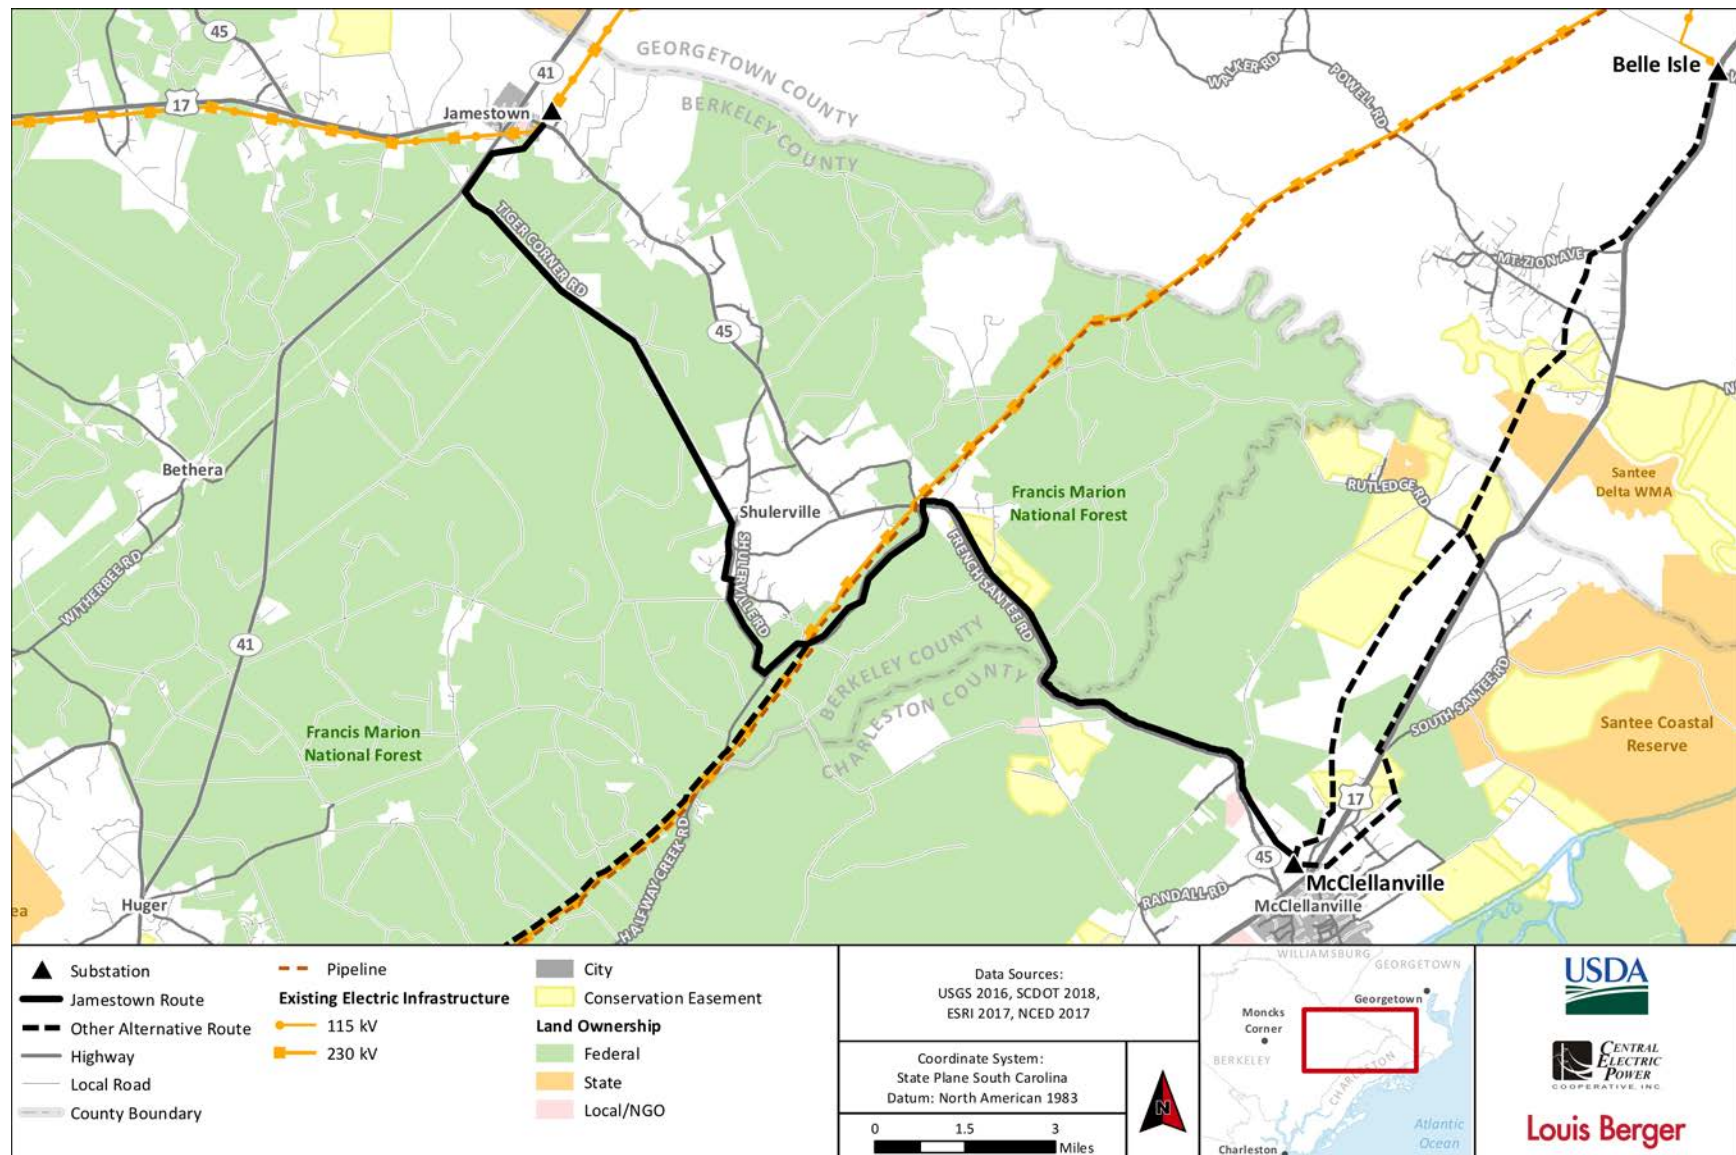 45
GEORGETOWN COUNTY
BERKELEY COUNTY
41
17
Jamestown
WALKER RD
POWELL RD
Belle Isle
TIGER CORNER RD
MT ZION AVE
45
Bethera
Shulerville
Francis Marion
National Forest
RUTLEDGE RD
Santee
Delta WMA
WITHERBEE RD
SHULERVILLE RD
FRENCH SANTEE RD
41
BERKELEY COUNTY
CHARLESTON COUNTY
SOUTH SANTEE RD
Francis Marion
National Forest
Santee Coastal
Reserve
17
HALFWAY CREEK RD
45
RANDALL RD
McClellanville
McClellanville
Huger
ea
Substation
Jamestown Route
Other Alternative Route
Highway
Local Road
County Boundary
Pipeline
Existing Electric Infrastructure
115 kV
230 kV
City
Conservation Easement
Land Ownership
Federal
State
Local/NGO
Data Sources:
USGS 2016, SCDOT 2018,
ESRI 2017, NCED 2017
Coordinate System:
State Plane South Carolina
Datum: North American 1983
0 1.5 3
Miles
N
WILLIAMSBURG
GEORGETOWN
Georgetown
Moncks
Corner
BERKELEY
CHARLESTON
Atlantic
Ocean
Charleston
USDA
CENTRAL
ELECTRIC
POWER
COOPERATIVE, INC.
Louis Berger